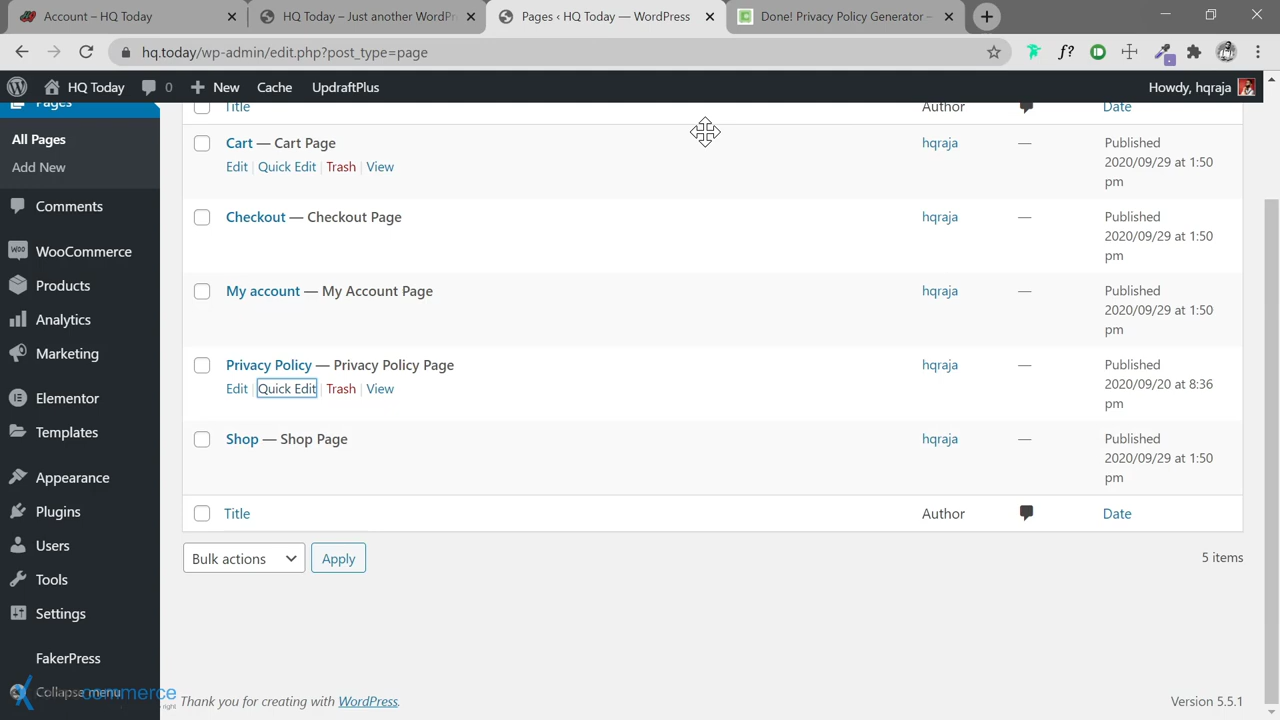 Account – HQ Today
HQ Today – Just another WordPr
Pages ‹ HQ Today — WordPress
Done! Privacy Policy Generator –
hq.today/wp-admin/edit.php?post_type=page
f?
HQ Today
0
New
Cache
UpdraftPlus
Howdy, hqraja
Pages
All Pages
Add New
Comments
WOO
WooCommerce
Products
Analytics
Marketing
Elementor
Templates
Appearance
Plugins
Users
Tools
Settings
FakerPress
Collapse menu
commerce
Title
Author
Date
Cart — Cart Page
Edit | Quick Edit | Trash | View
hqraja
—
Published
2020/09/29 at 1:50
pm
Checkout — Checkout Page
hqraja
—
Published
2020/09/29 at 1:50
pm
My account — My Account Page
hqraja
—
Published
2020/09/29 at 1:50
pm
Privacy Policy — Privacy Policy Page
Edit | Quick Edit | Trash | View
hqraja
—
Published
2020/09/20 at 8:36
pm
Shop — Shop Page
hqraja
—
Published
2020/09/29 at 1:50
pm
Title
Author
Date
Bulk actions
Apply
5 items
Thank you for creating with WordPress.
Version 5.5.1